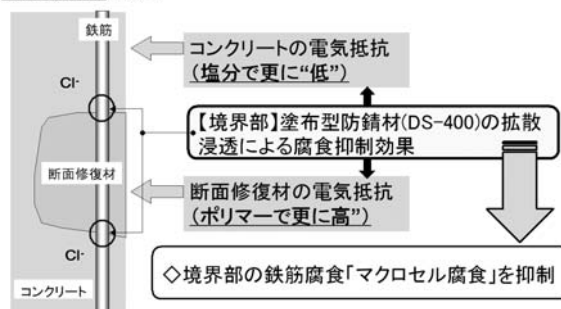 鉄筋
コンクリートの電気抵抗
(塩分で更に“低”)
Cl-
【境界部】塗布型防錆材(DS-400)の拡散
浸透による腐食抑制効果
断面修復材
断面修復材の電気抵抗
(ポリマーで更に高”)
Cl-
◇境界部の鉄筋腐食「マクロセル腐食」を抑制
コンクリート